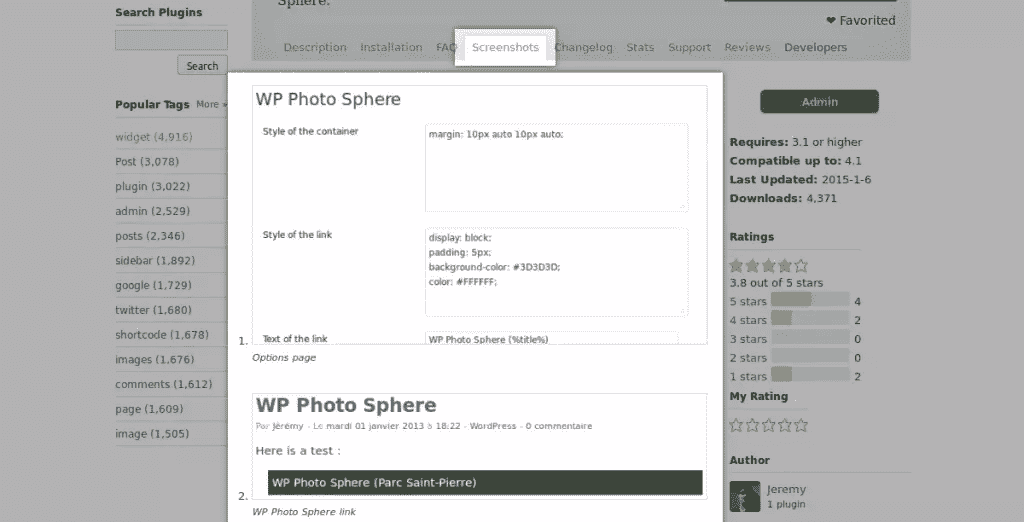 Sphere.
Favorited
Description Installation FAQ Screenshots Changelog Stats Support Reviews Developers
Search Plugins
Search
Popular Tags More »
widget (4,916)
Post (3,078)
plugin (3,022)
admin (2,529)
posts (2,346)
sidebar (1,892)
google (1,729)
twitter (1,680)
shortcode (1,678)
images (1,676)
comments (1,612)
page (1,609)
image (1,505)
WP Photo Sphere
Style of the container
margin: 10px auto 10px auto;
Style of the link
display: block;
padding: 5px;
background-color: #3D3D3D;
color: #FFFFFF;
Text of the link
WP Photo Sphere (%title%)
1.
Options page
WP Photo Sphere
Par Jérémy - Le mardi 01 janvier 2013 à 18:22 - WordPress - 0 commentaire
Here is a test :
WP Photo Sphere (Parc Saint-Pierre)
2.
WP Photo Sphere link
Admin
Requires: 3.1 or higher
Compatible up to: 4.1
Last Updated: 2015-1-6
Downloads: 4,371
Ratings
3.8 out of 5 stars
5 stars 4
4 stars 2
3 stars 0
2 stars 0
1 stars 2
My Rating
Author
Jeremy
1 plugin